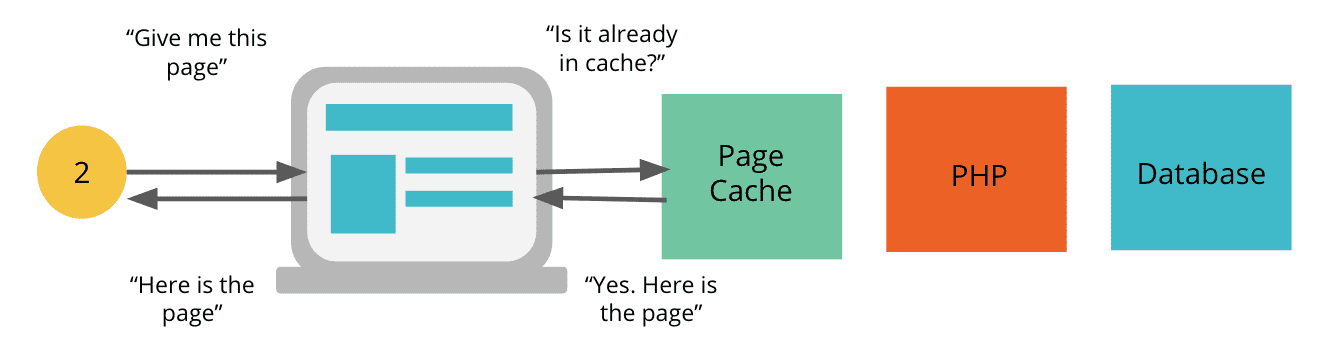 “Give me this
page”
“Is it already
in cache?”
2
Page
Cache
PHP
Database
“Here is the
page”
“Yes. Here is
the page”